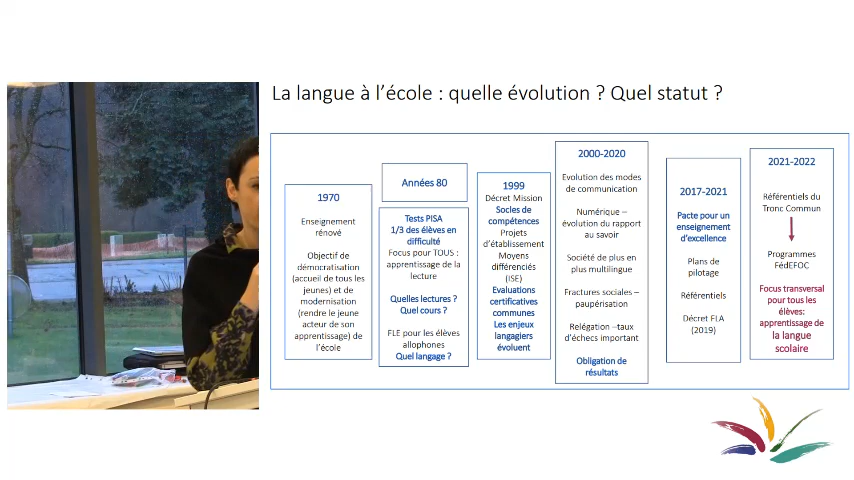 La langue à l'école : quelle évolution ? Quel statut ?
1970
Enseignement
rénové
Objectif de
démocratisation
(accueil de tous les
jeunes) et de
modernisation
(rendre le jeune
acteur de son
apprentissage) de
l'école
Années 80
Tests PISA
1/3 des élèves en
difficulté
Focus pour TOUS :
apprentissage de la
lecture
Quelles lectures ?
Quel cours ?
FLE pour les élèves
allophones
Quel langage ?
1999
Décret Mission
Socles de
compétences
Projets
d'établissement
Moyens
différenciés
(ISE)
Evaluations
certificatives
communes
Les enjeux
langagiers
évoluent
2000-2020
Evolution des modes
de communication
Numérique –
évolution du rapport
au savoir
Société de plus en
plus multilingue
Fractures sociales –
paupérisation
Relégation –taux
d'échecs important
Obligation de
résultats
2017-2021
Pacte pour un
enseignement
d'excellence
Plans de
pilotage
Référentiels
Décret FLA
(2019)
2021-2022
Référentiels du
Tronc Commun
Programmes
FédEFOC
Focus transversal
pour tous les
élèves:
apprentissage de
la langue
scolaire